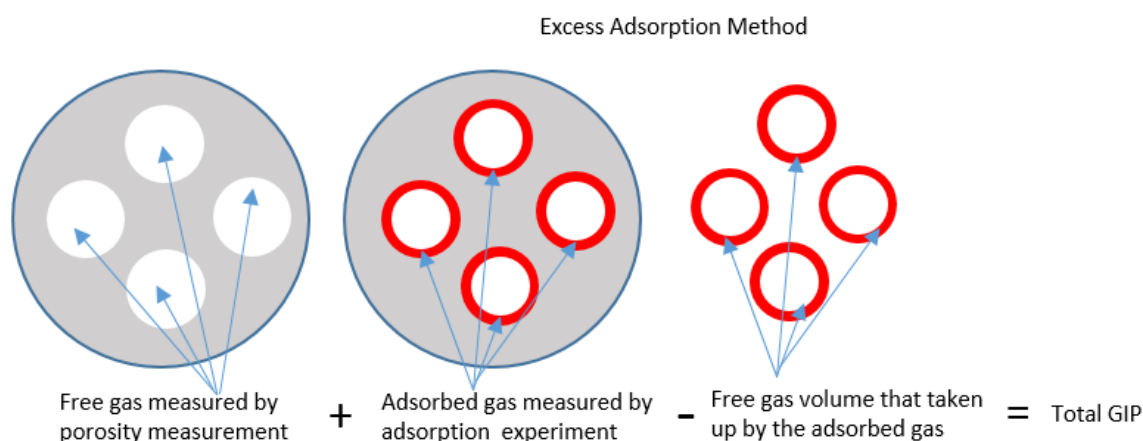 Excess Adsorption Method
Free gas measured by
porosity measurement
+
Adsorbed gas measured by
adsorption experiment
-
Free gas volume that taken
up by the adsorbed gas
=
Total GIP